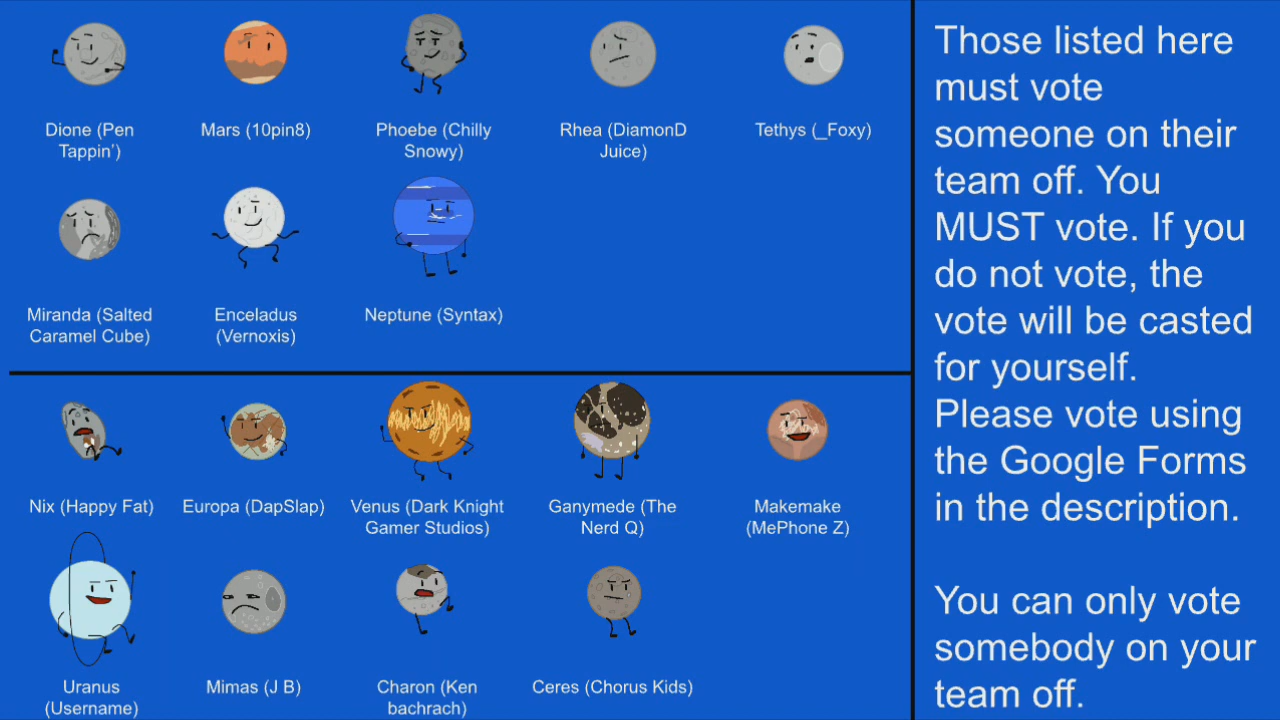 Dione (Pen
Tappin’)
Mars (10pin8)
Phoebe (Chilly
Snowy)
Rhea (DiamonD
Juice)
Tethys (_Foxy)
Miranda (Salted
Caramel Cube)
Enceladus
(Vernoxis)
Neptune (Syntax)
Nix (Happy Fat)
Europa (DapSlap)
Venus (Dark Knight
Gamer Studios)
Ganymede (The
Nerd Q)
Makemake
(MePhone Z)
Uranus
(Username)
Mimas (J B)
Charon (Ken
bachrach)
Ceres (Chorus Kids)
Those listed here
must vote
someone on their
team off. You
MUST vote. If you
do not vote, the
vote will be casted
for yourself.
Please vote using
the Google Forms
in the description.
You can only vote
somebody on your
team off.